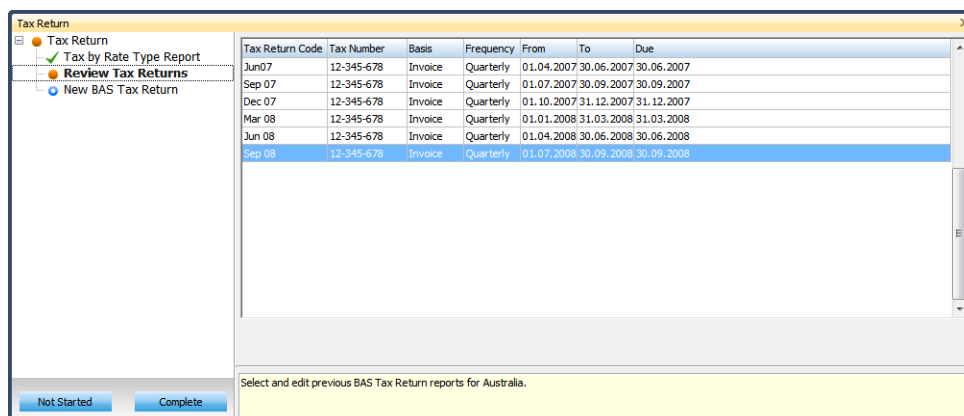 Tax Return
Tax Return
Tax by Rate Type Report
Review Tax Returns
New BAS Tax Return
Tax Return Code Tax Number Basis Frequency From To Due
Jun07 12-345-678 Invoice Quarterly 01.04.2007 30.06.2007 30.06.2007
Sep 07 12-345-678 Invoice Quarterly 01.07.2007 30.09.2007 30.09.2007
Dec 07 12-345-678 Invoice Quarterly 01.10.2007 31.12.2007 31.12.2007
Mar 08 12-345-678 Invoice Quarterly 01.01.2008 31.03.2008 31.03.2008
Jun 08 12-345-678 Invoice Quarterly 01.04.2008 30.06.2008 30.06.2008
Sep 08 12-345-678 Invoice Quarterly 01.07.2008 30.09.2008 30.09.2008
Select and edit previous BAS Tax Return reports for Australia.
Not Started Complete